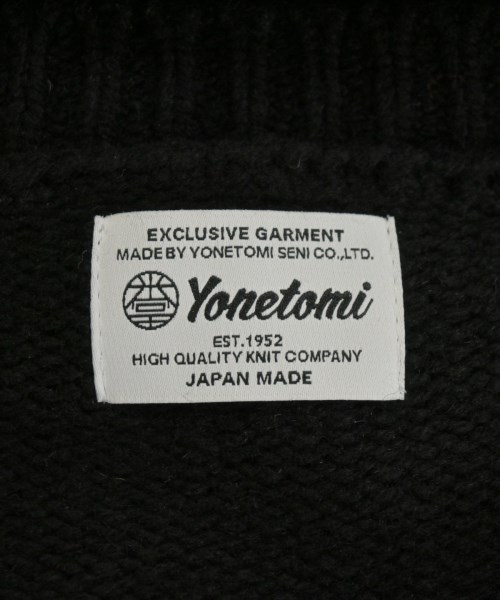 EXCLUSIVE GARMENT
MADE BY YONETOMI SENI CO.,LTD.
Yonetomi
EST.1952
HIGH QUALITY KNIT COMPANY
JAPAN MADE